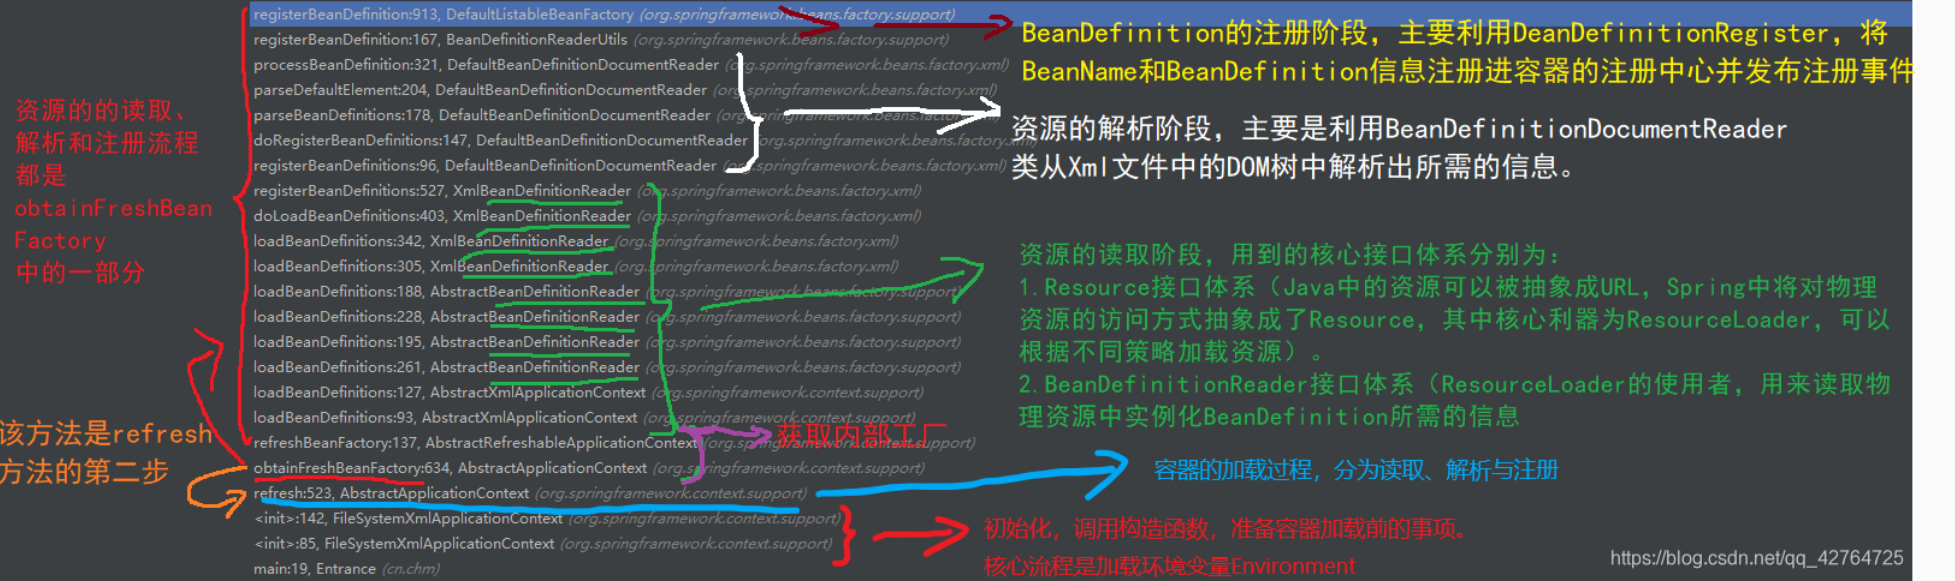 registerBeanDefinition:913, DefaultListableBeanFactory (org.springframework.beans.factory.support)
registerBeanDefinition:167, BeanDefinitionReaderUtils (org.springframework.beans.factory.support)
processBeanDefinition:321, DefaultBeanDefinitionDocumentReader (org.springframework.beans.factory.xml)
parseDefaultElement:204, DefaultBeanDefinitionDocumentReader (org.springframework.beans.factory.xml)
parseBeanDefinitions:178, DefaultBeanDefinitionDocumentReader (org.springframework.beans.factory.xml)
doRegisterBeanDefinitions:147, DefaultBeanDefinitionDocumentReader (org.springframework.beans.factory.xml)
registerBeanDefinitions:96, DefaultBeanDefinitionDocumentReader (org.springframework.beans.factory.xml)
registerBeanDefinitions:527, XmlBeanDefinitionReader (org.springframework.beans.factory.xml)
doLoadBeanDefinitions:403, XmlBeanDefinitionReader (org.springframework.beans.factory.xml)
loadBeanDefinitions:342, XmlBeanDefinitionReader (org.springframework.beans.factory.xml)
loadBeanDefinitions:305, XmlBeanDefinitionReader (org.springframework.beans.factory.xml)
loadBeanDefinitions:188, AbstractBeanDefinitionReader (org.springframework.beans.factory.support)
loadBeanDefinitions:228, AbstractBeanDefinitionReader (org.springframework.beans.factory.support)
loadBeanDefinitions:195, AbstractBeanDefinitionReader (org.springframework.beans.factory.support)
loadBeanDefinitions:261, AbstractBeanDefinitionReader (org.springframework.beans.factory.support)
loadBeanDefinitions:127, AbstractXmlApplicationContext (org.springframework.context.support)
loadBeanDefinitions:93, AbstractXmlApplicationContext (org.springframework.context.support)
refreshBeanFactory:137, AbstractRefreshableApplicationContext (org.springframework.context.support)
obtainFreshBeanFactory:634, AbstractApplicationContext (org.springframework.context.support)
refresh:523, AbstractApplicationContext (org.springframework.context.support)
<init>:142, FileSystemXmlApplicationContext (org.springframework.context.support)
<init>:85, FileSystemXmlApplicationContext (org.springframework.context.support)
main:19, Entrance (cn.chm)
资源的的读取、
解析和注册流程
都是
obtainFreshBean
Factory
中的一部分
该方法是refresh
方法的第二步
BeanDefinition的注册阶段，主要利用DeanDefinitionRegister，将
BeanName和BeanDefinition信息注册进容器的注册中心并发布注册事件
资源的解析阶段，主要是利用BeanDefinitionDocumentReader
类从Xml文件中的DOM树中解析出所需的信息。
资源的读取阶段，用到的核心接口体系分别为：
1.Resource接口体系（Java中的资源可以被抽象成URL，Spring中将对物理
资源的访问方式抽象成了Resource，其中核心利器为ResourceLoader，可以
根据不同策略加载资源）。
2.BeanDefinitionReader接口体系（ResourceLoader的使用者，用来读取物
理资源中实例化BeanDefinition所需的信息
获取内部工厂
容器的加载过程，分为读取、解析与注册
初始化，调用构造函数，准备容器加载前的事项。
核心流程是加载环境变量Environment
https://blog.csdn.net/qq_42764725